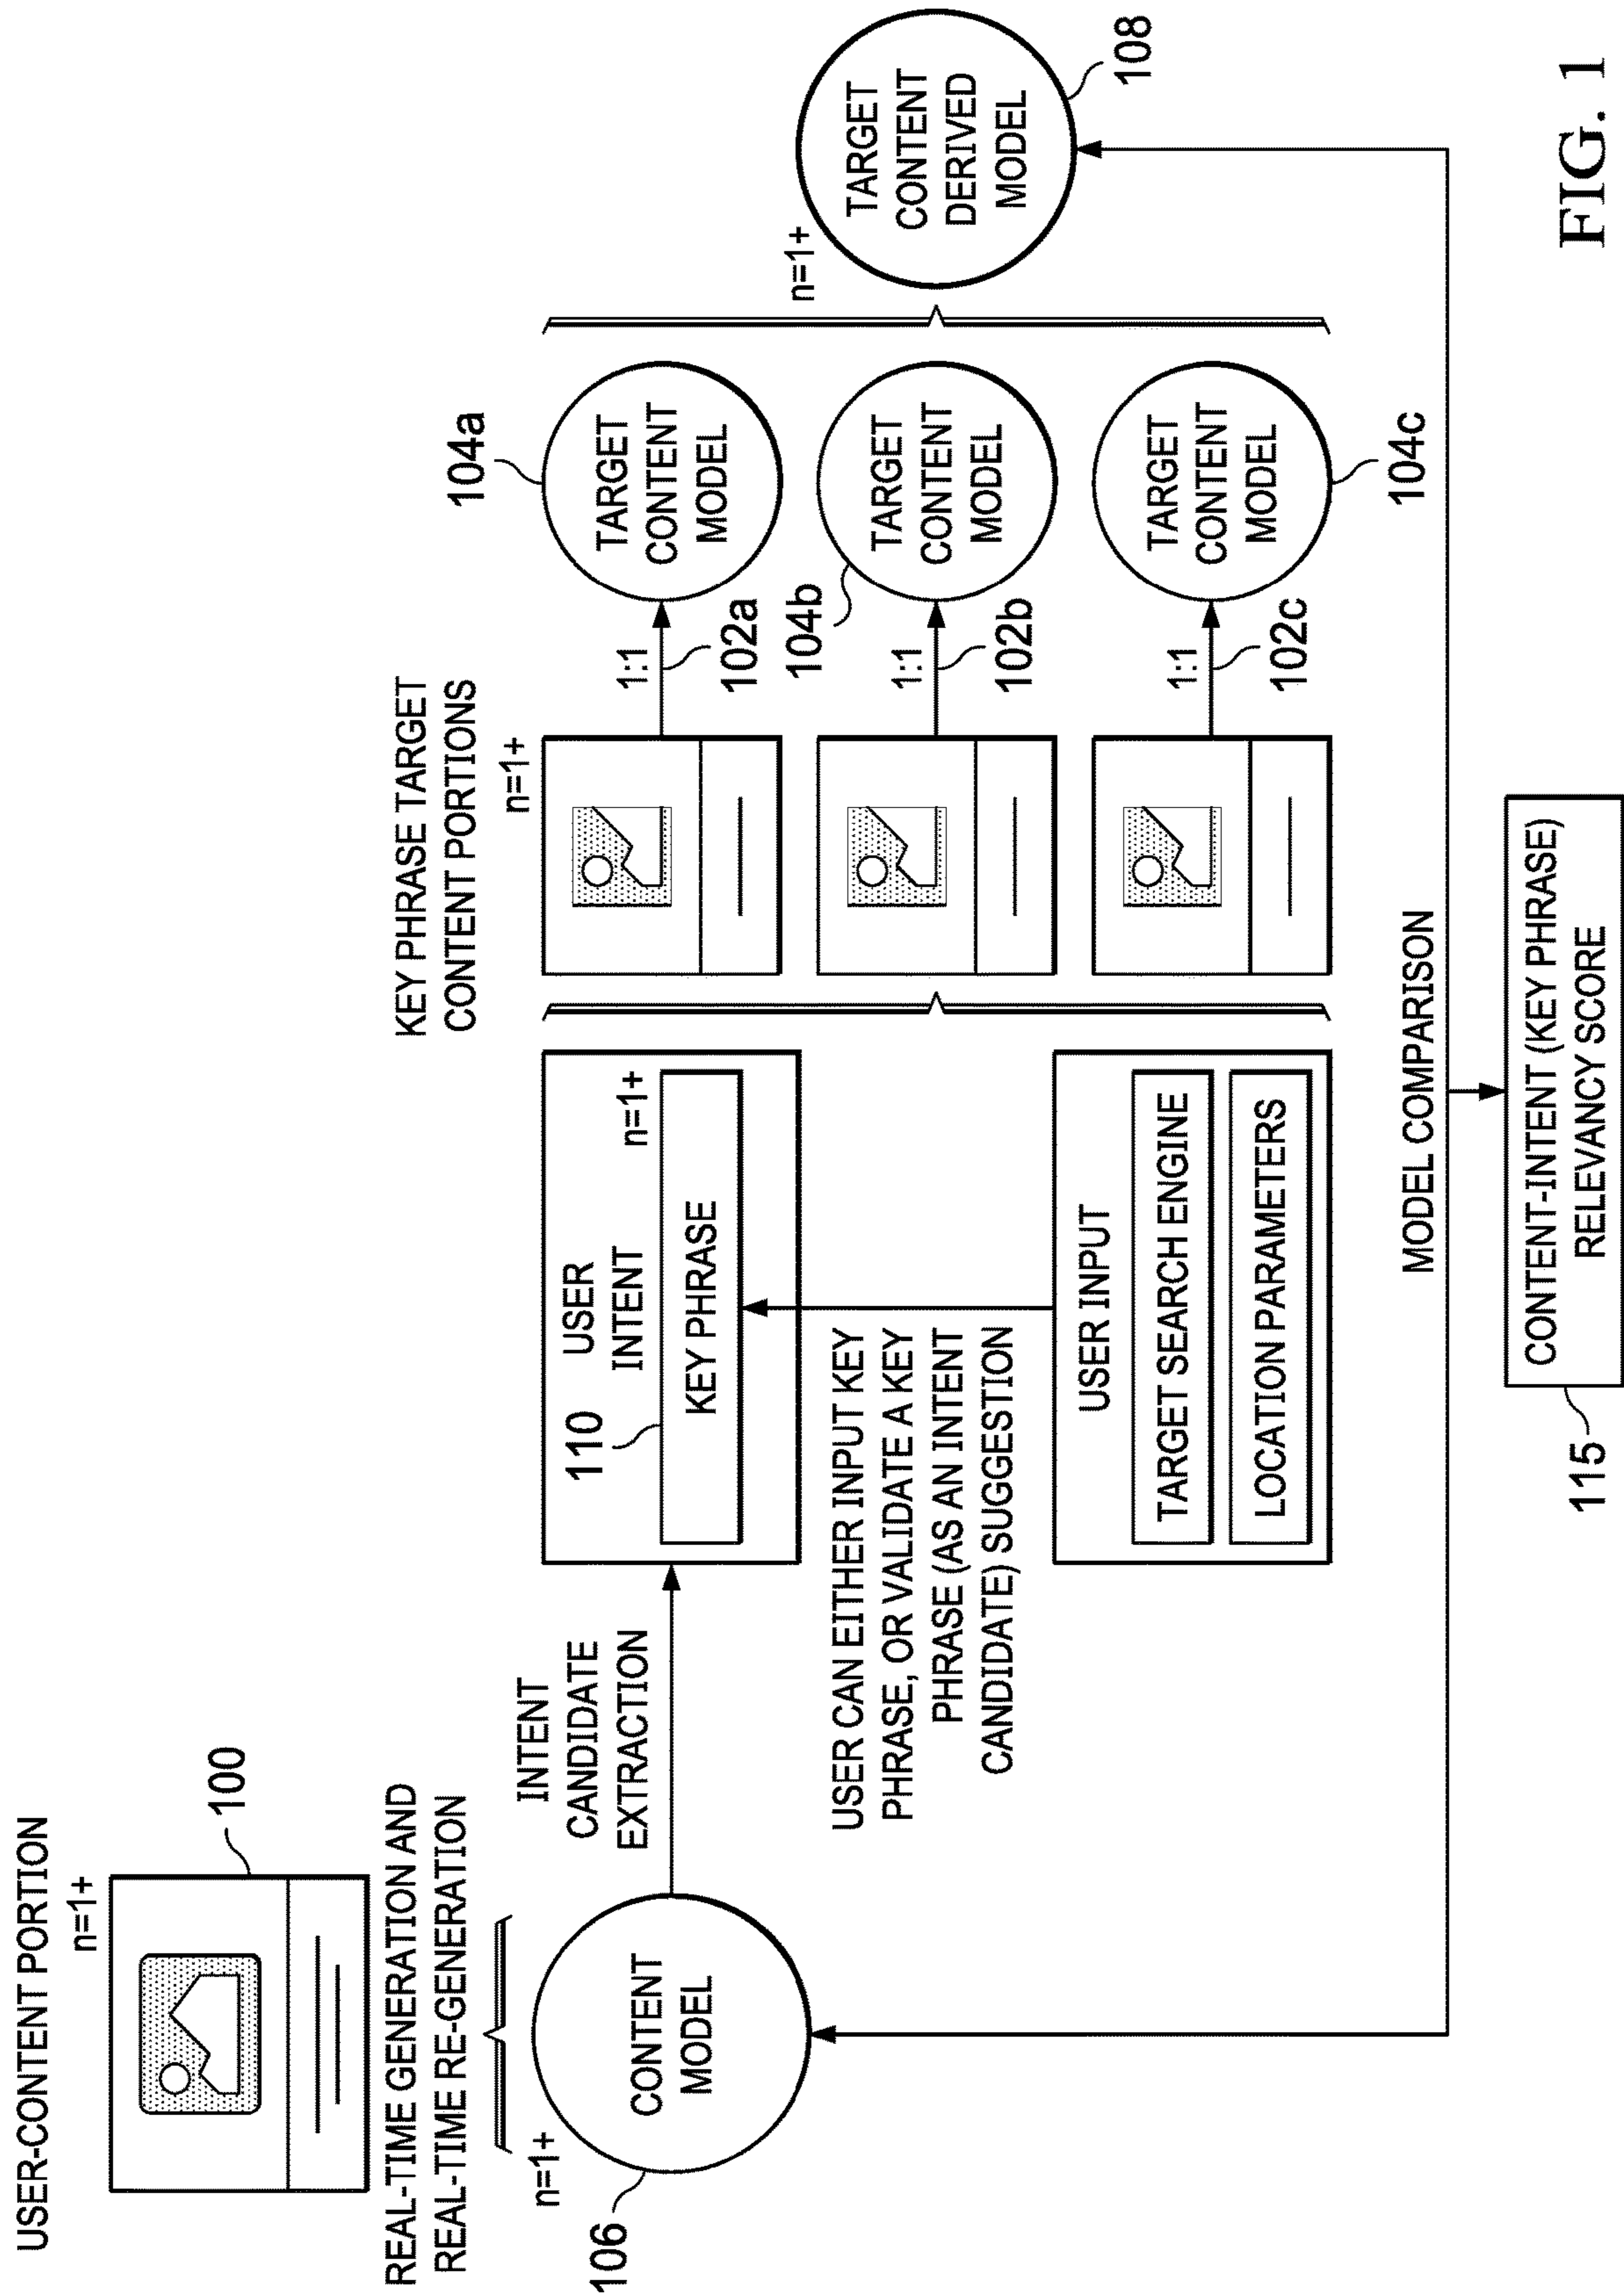 USER-CONTENT PORTION
n=1+
100
REAL-TIME GENERATION AND
REAL-TIME RE-GENERATION
n=1+
CONTENT
MODEL
106
INTENT
CANDIDATE
EXTRACTION
110
USER
INTENT
n=1+
KEY PHRASE
USER CAN EITHER INPUT KEY
PHRASE, OR VALIDATE A KEY
PHRASE (AS AN INTENT
CANDIDATE) SUGGESTION
USER INPUT
TARGET SEARCH ENGINE
LOCATION PARAMETERS
KEY PHRASE TARGET
CONTENT PORTIONS
n=1+
1:1
102a
1:1
102b
1:1
102c
104a
TARGET
CONTENT
MODEL
104b
TARGET
CONTENT
MODEL
TARGET
CONTENT
MODEL
104c
n=1+
TARGET
CONTENT
DERIVED
MODEL
108
MODEL COMPARISON
CONTENT-INTENT (KEY PHRASE)
RELEVANCY SCORE
115
FIG. 1